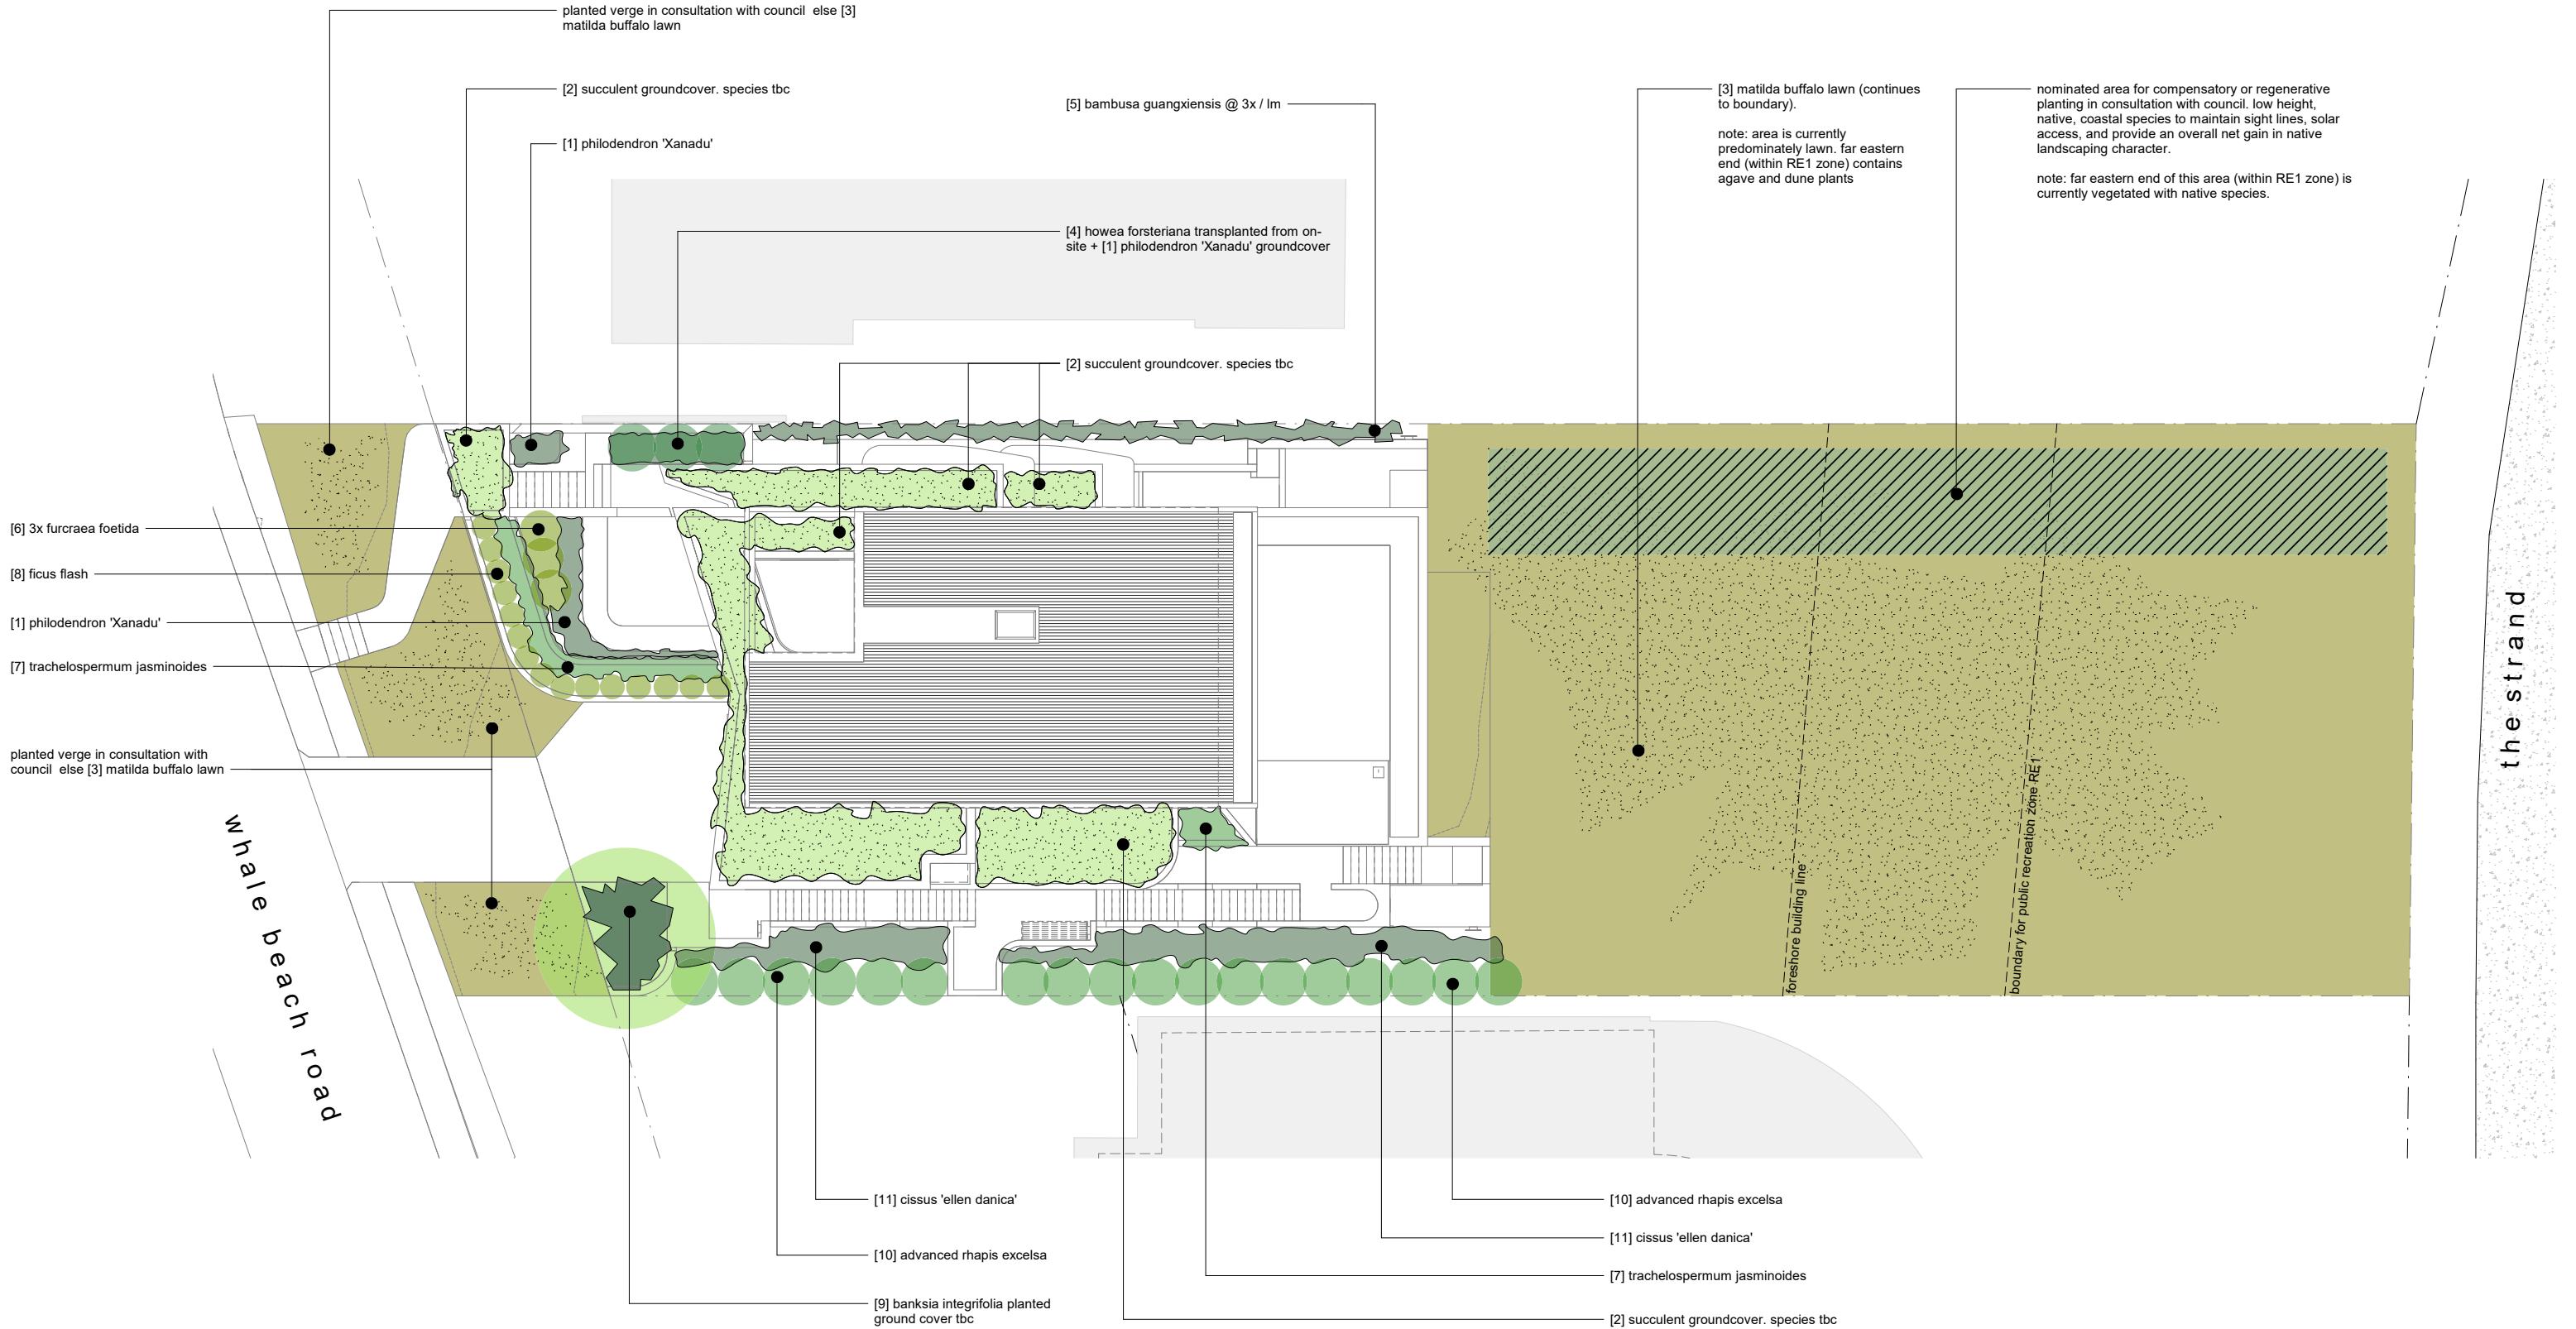 planted verge in consultation with council  else [3]
matilda buffalo lawn
[2] succulent groundcover. species tbc
[1] philodendron 'Xanadu'
[5] bambusa guangxiensis @ 3x / lm
[3] matilda buffalo lawn (continues
to boundary).
note: area is currently
predominately lawn. far eastern
end (within RE1 zone) contains
agave and dune plants
nominated area for compensatory or regenerative
planting in consultation with council. low height,
native, coastal species to maintain sight lines, solar
access, and provide an overall net gain in native
landscaping character.
note: far eastern end of this area (within RE1 zone) is
currently vegetated with native species.
[4] howea forsteriana transplanted from on-
site + [1] philodendron 'Xanadu' groundcover
[2] succulent groundcover. species tbc
[6] 3x furcraea foetida
[8] ficus flash
[1] philodendron 'Xanadu'
[7] trachelospermum jasminoides
planted verge in consultation with
council  else [3] matilda buffalo lawn
whale beach road
foreshore building line
boundary for public recreation zone RE1
the strand
[11] cissus 'ellen danica'
[10] advanced rhapis excelsa
[9] banksia integrifolia planted
ground cover tbc
[10] advanced rhapis excelsa
[11] cissus 'ellen danica'
[7] trachelospermum jasminoides
[2] succulent groundcover. species tbc